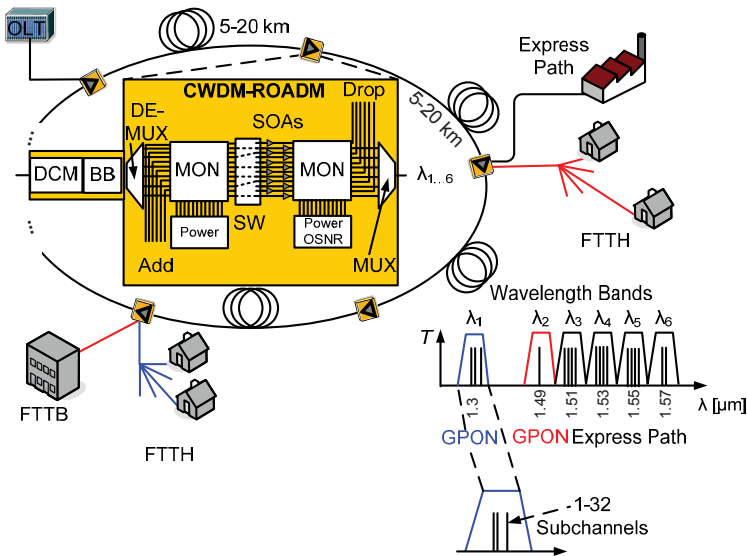 OLT
5-20 km
Express
Path
CWDM-ROADM
Drop
DE-
MUX
SOAs
5-20 km
DCM
BB
MON
MON
λ1...6
SW
Power
Power
OSNR
Add
MUX
FTTH
FTTB
FTTH
Wavelength Bands
λ1
λ2
λ3
λ4
λ5
λ6
T
1.3
1.49
1.51
1.53
1.55
1.57
λ [µm]
GPON
GPON
Express Path
1-32
Subchannels